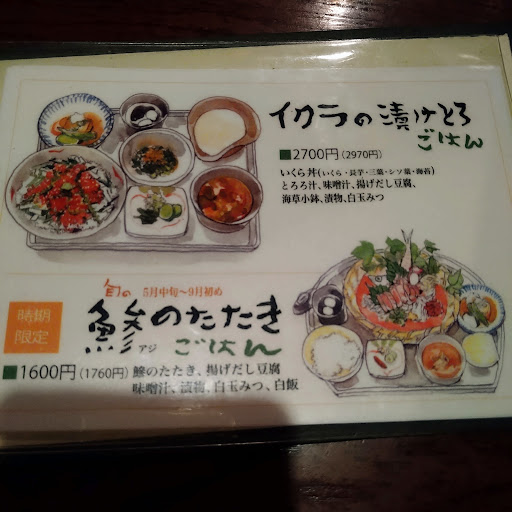 イクラの漬けとろ
ごはん
■2700円(2970円)
いくら丼(いくら・長芋・三葉・シソ葉・海苔)
とろろ汁、味噌汁、揚げだし豆腐、
海草小鉢、漬物、白玉みつ
時期
限定
旬の 5月中旬〜9月初め
鯵のたたき
アジ ごはん
■1600円(1760円) 鯵のたたき、揚げだし豆腐
味噌汁、漬物、白玉みつ、白飯